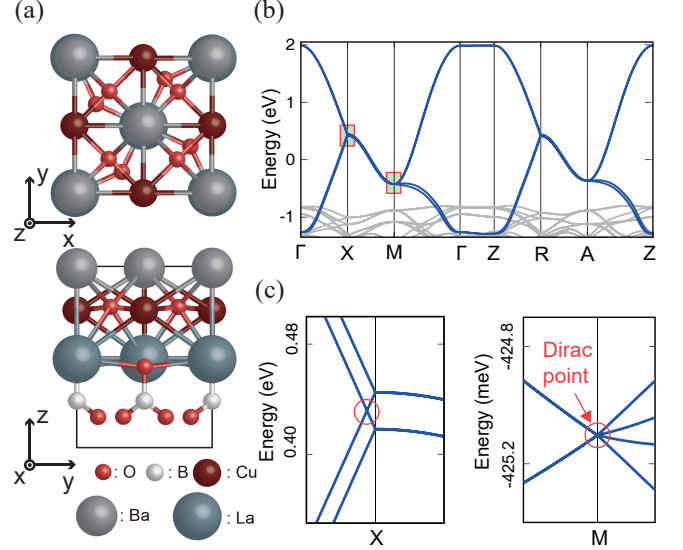 (a)
y
z
x
z
x
y
: O
: B
: Cu
: Ba
: La
(b)
Energy (eV)
2
1
0
-1
Γ
X
M
Γ
Z
R
A
Z
(c)
Energy (eV)
0.48
0.40
X
Energy (meV)
-424.8
-425.2
Dirac
point
M